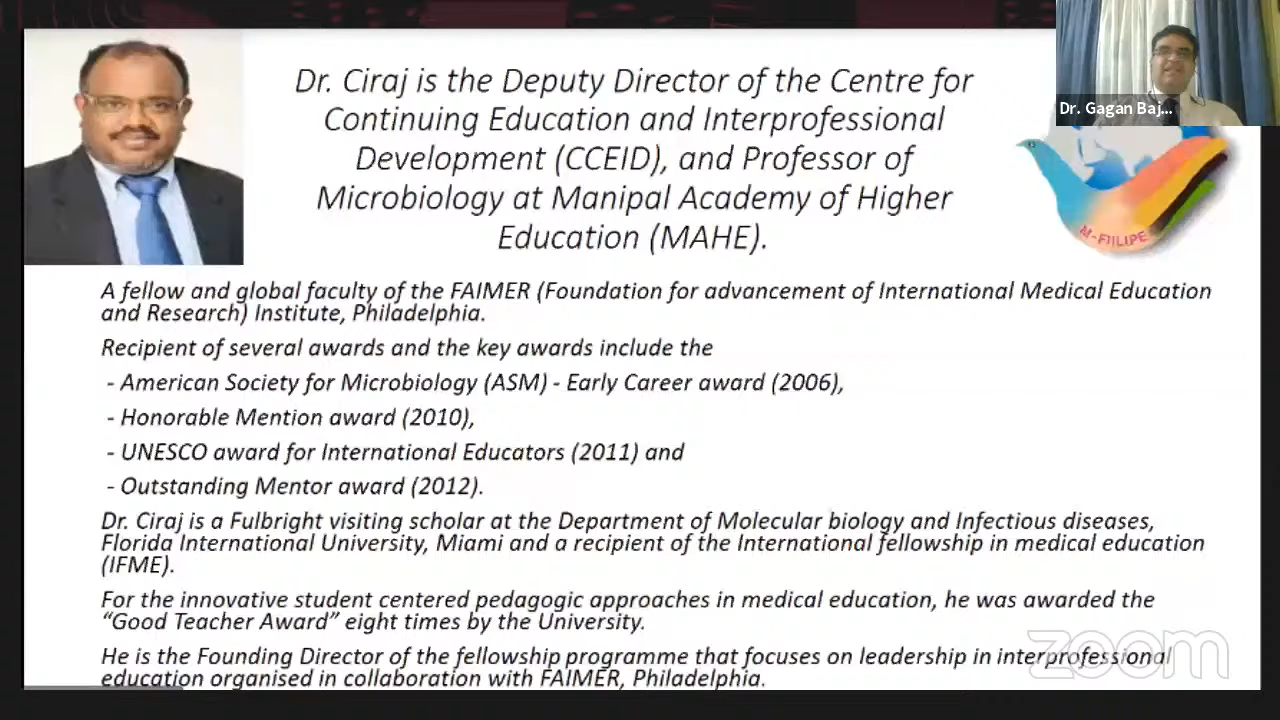 Dr. Ciraj is the Deputy Director of the Centre for
Continuing Education and Interprofessional
Development (CCEID), and Professor of
Microbiology at Manipal Academy of Higher
Education (MAHE).
Dr. Gagan Baj...
M-FIILIPE
A fellow and global faculty of the FAIMER (Foundation for advancement of International Medical Education
and Research) Institute, Philadelphia.
Recipient of several awards and the key awards include the
- American Society for Microbiology (ASM) - Early Career award (2006),
- Honorable Mention award (2010),
- UNESCO award for International Educators (2011) and
- Outstanding Mentor award (2012).
Dr. Ciraj is a Fulbright visiting scholar at the Department of Molecular biology and Infectious diseases,
Florida International University, Miami and a recipient of the International fellowship in medical education
(IFME).
For the innovative student centered pedagogic approaches in medical education, he was awarded the
“Good Teacher Award” eight times by the University.
He is the Founding Director of the fellowship programme that focuses on leadership in interprofessional
education organised in collaboration with FAIMER, Philadelphia.
zoom